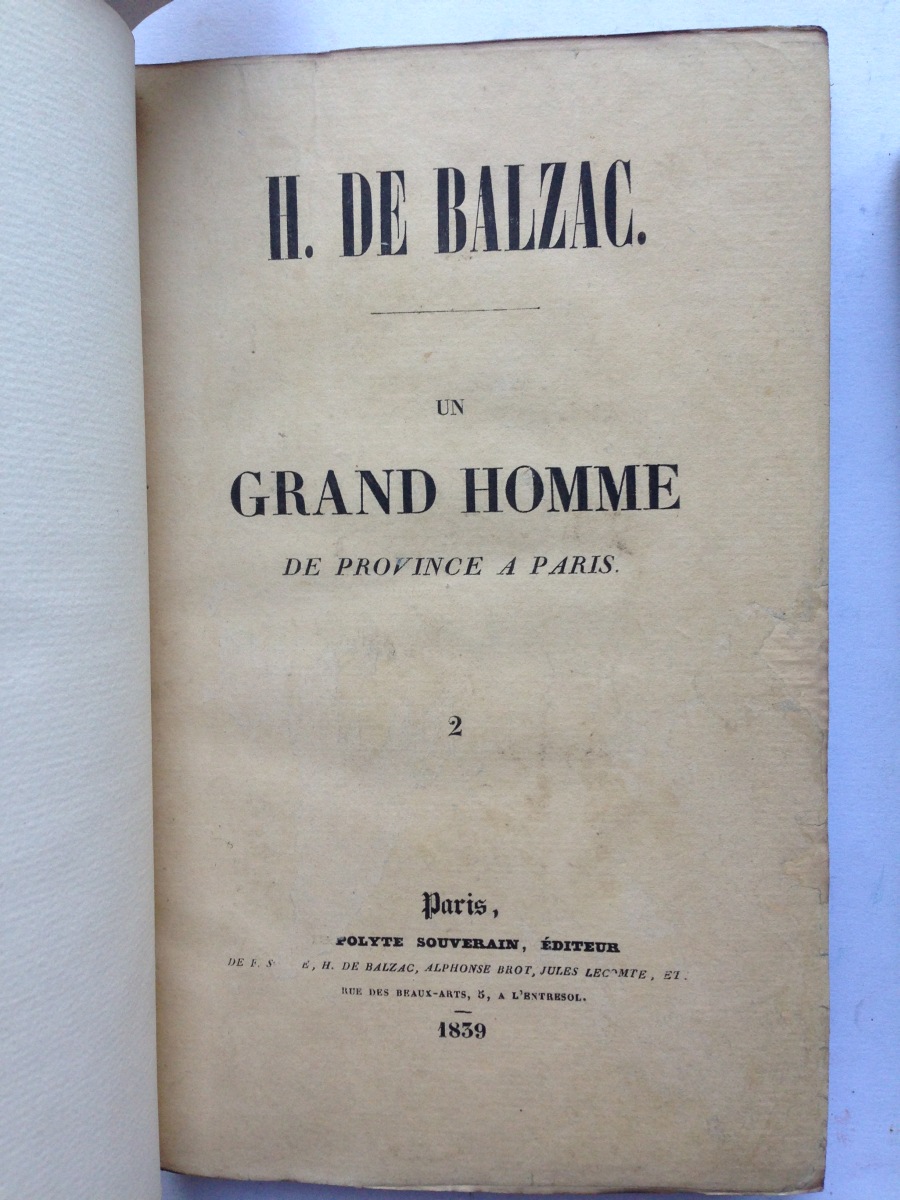 H. DE BALZAC.
UN
GRAND HOMME
DE PROVINCE A PARIS.
2
Paris,
POLYTE SOUVERAIN, ÉDITEUR
DE F. H. DE BALZAC, ALPHONSE BROT, JULES LECOMTE,
RUE DES BEAUX-ARTS, 5, A L'ENTRESOL.
1839